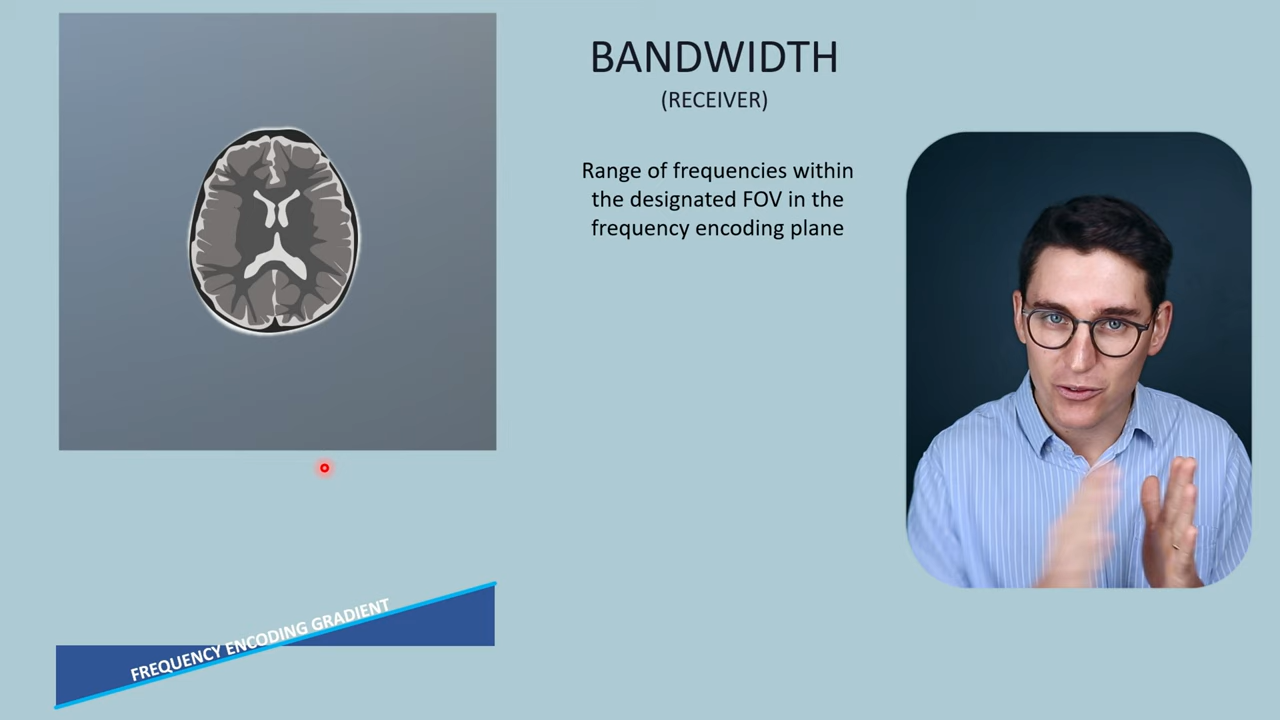 BANDWIDTH
(RECEIVER)
Range of frequencies within
the designated FOV in the
frequency encoding plane
FREQUENCY ENCODING GRADIENT